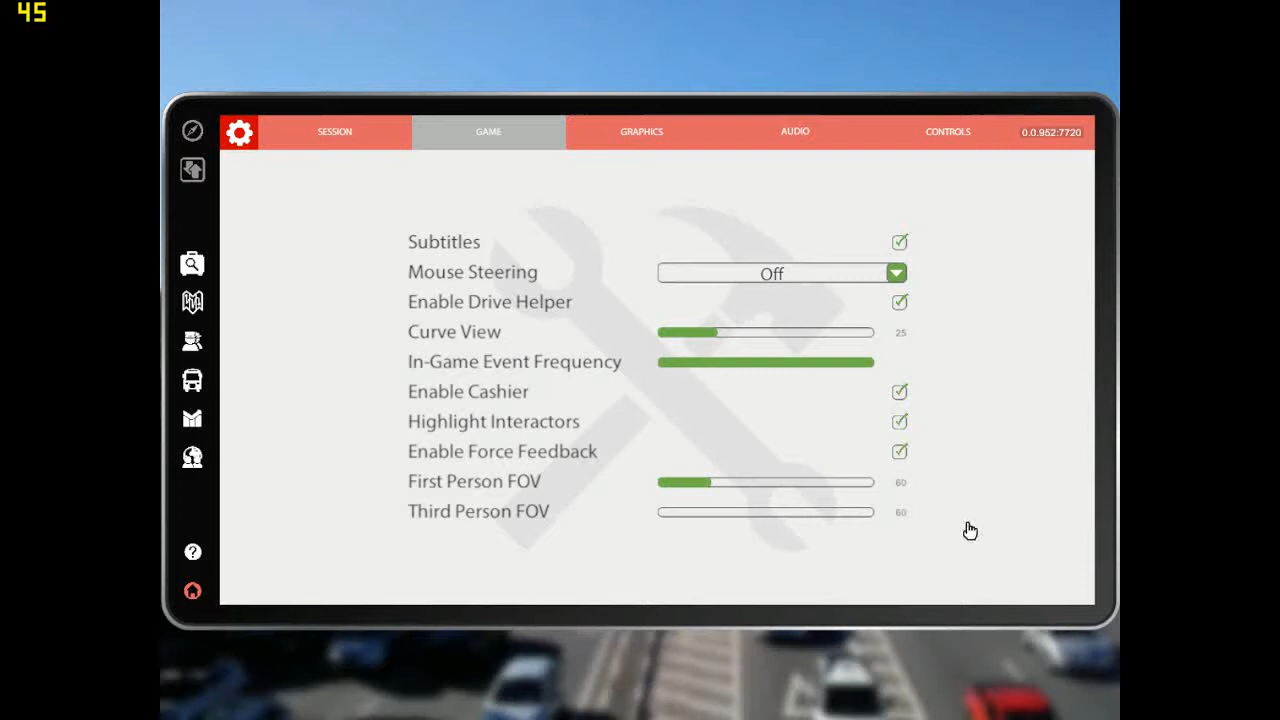 45
SESSION GAME GRAPHICS AUDIO CONTROLS 0.0.952:7720
Subtitles
Mouse Steering Off
Enable Drive Helper
Curve View 25
In-Game Event Frequency
Enable Cashier
Highlight Interactors
Enable Force Feedback
First Person FOV 60
Third Person FOV 60
?